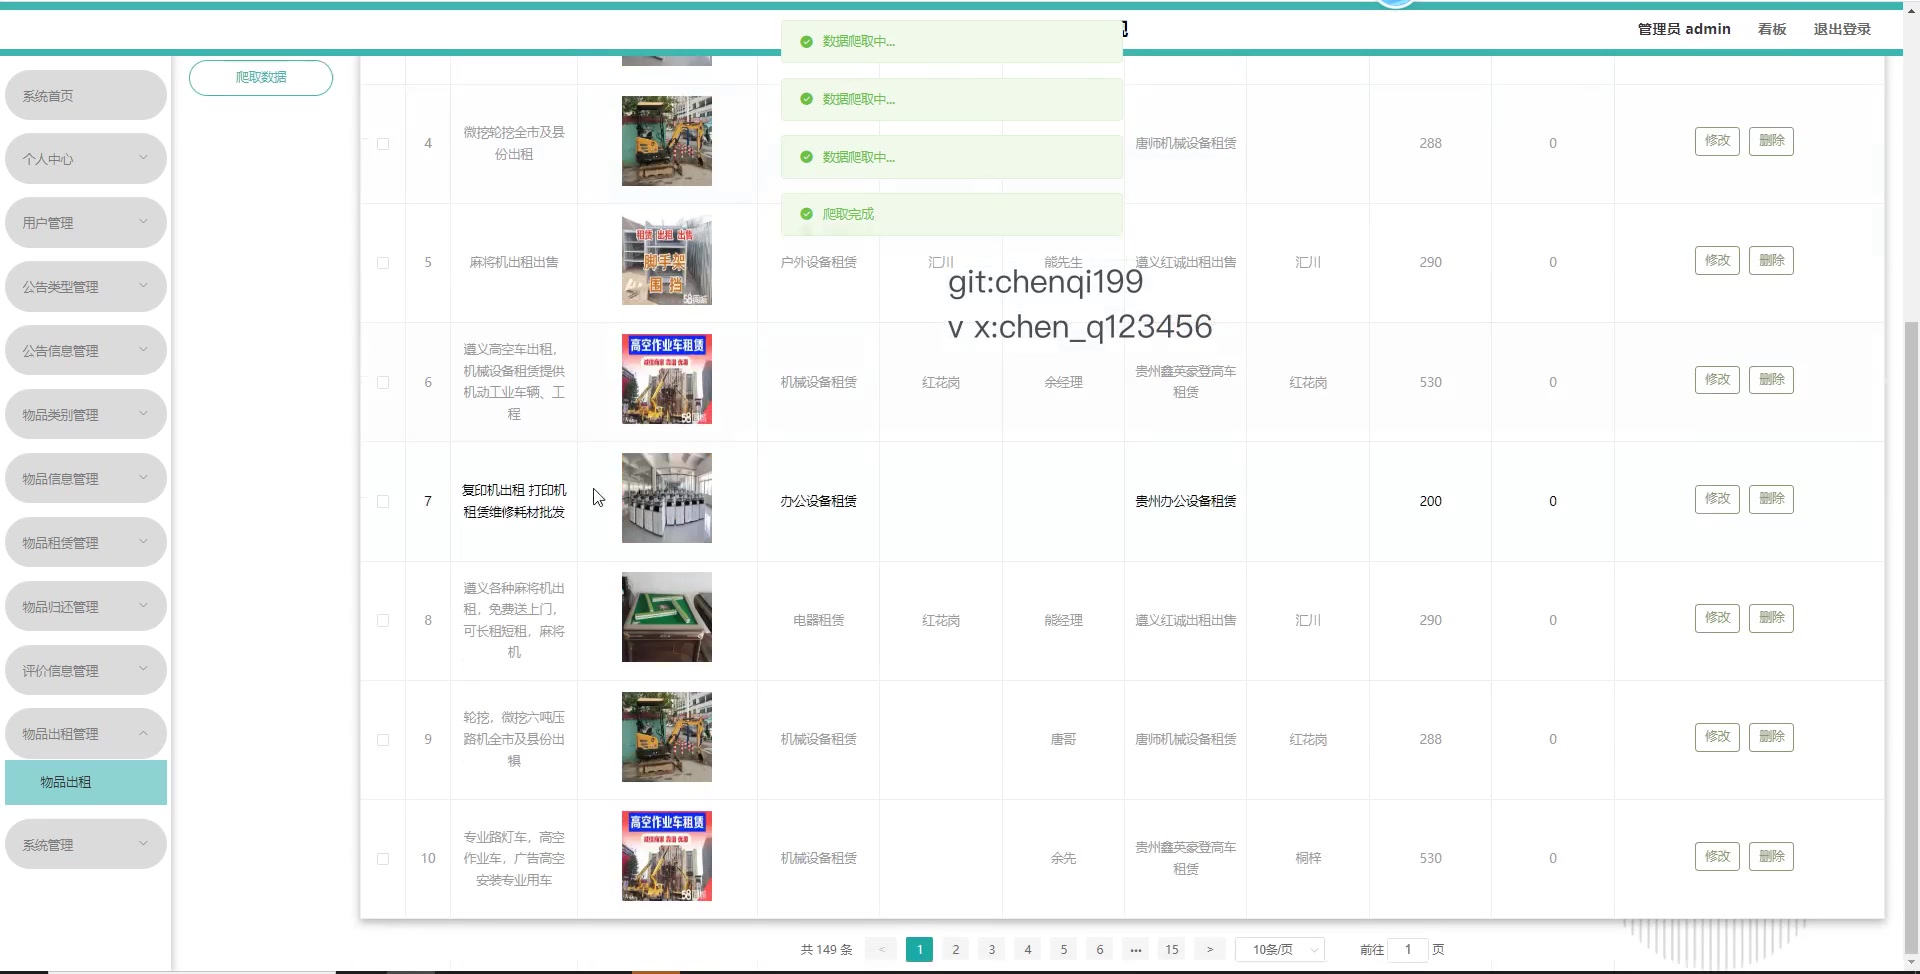 管理员 admin
看板
退出登录
数据爬取中...
数据爬取中...
数据爬取中...
爬取完成
git:chenqi199
v x:chen_q123456
系统首页
个人中心
用户管理
公告类型管理
公告信息管理
物品类别管理
物品信息管理
物品租赁管理
物品归还管理
评价信息管理
物品出租管理
物品出租
系统管理
爬取数据
4
微挖轮挖全市及县
份出租
唐师机械设备租赁
288
0
修改
删除
5
麻将机出租出售
租赁 出租 出售
脚手架
围挡
户外设备租赁
汇川
能先生
遵义红诚出租出售
汇川
290
0
修改
删除
6
遵义高空车出租，
机械设备租赁提供
机动工业车辆、工
程
高空作业车租赁
机械设备租赁
红花岗
余经理
贵州鑫英豪登高车
租赁
红花岗
530
0
修改
删除
7
复印机出租 打印机
租赁维修耗材批发
办公设备租赁
贵州办公设备租赁
200
0
修改
删除
8
遵义各种麻将机出
租，免费送上门，
可长租短租，麻将
机
电器租赁
红花岗
能经理
遵义红诚出租出售
汇川
290
0
修改
删除
9
轮挖，微挖六吨压
路机全市及县份出
惧
机械设备租赁
唐哥
唐师机械设备租赁
红花岗
288
0
修改
删除
10
专业路灯车，高空
作业车，广告高空
安装专业用车
高空作业车租赁
机械设备租赁
余先
贵州鑫英豪登高车
租赁
桐梓
530
0
修改
删除
共 149 条
<
1
2
3
4
5
6
•••
15
>
10条/页
前往
1
页